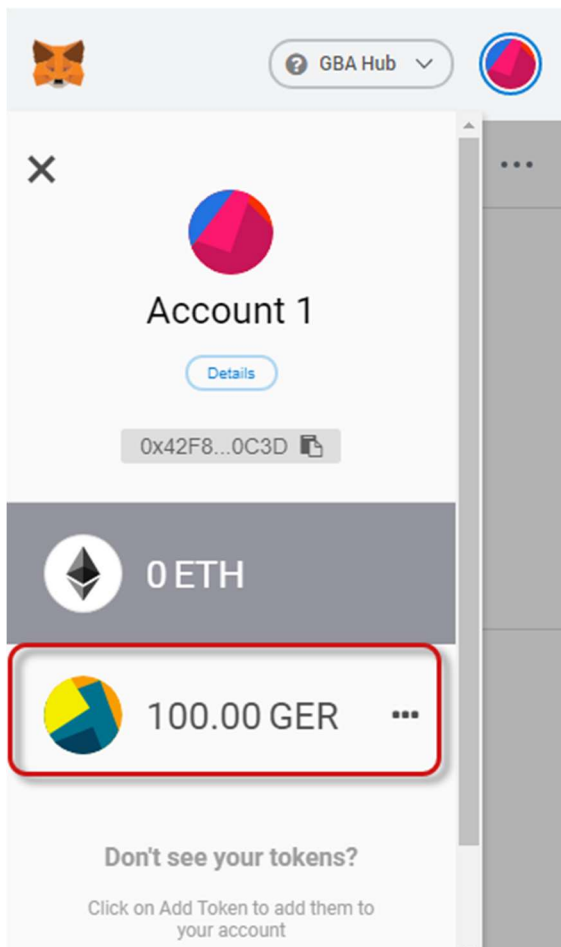 GBA Hub
Account 1
Details
0x42F8...0C3D
0 ETH
100.00 GER
Don't see your tokens?
Click on Add Token to add them to
your account